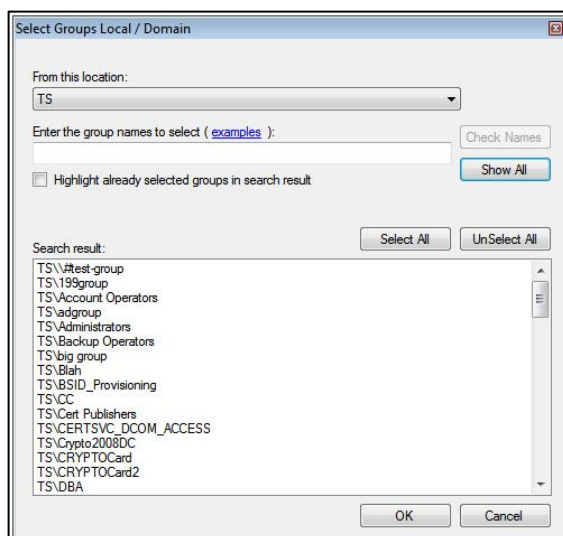 Select Groups Local / Domain
From this location:
TS
Enter the group names to select ( examples ):
Check Names
Highlight already selected groups in search result
Show All
Select All
UnSelect All
Search result:
TS\\#test-group
TS\199group
TS\Account Operators
TS\adgroup
TS\Administrators
TS\Backup Operators
TS\big group
TS\Blah
TS\BSID_Provisioning
TS\CC
TS\Cert Publishers
TS\CERTSVC_DCOM_ACCESS
TS\Crypto2008DC
TS\CRYPTOCard
TS\CRYPTOCard2
TS\DBA
OK
Cancel